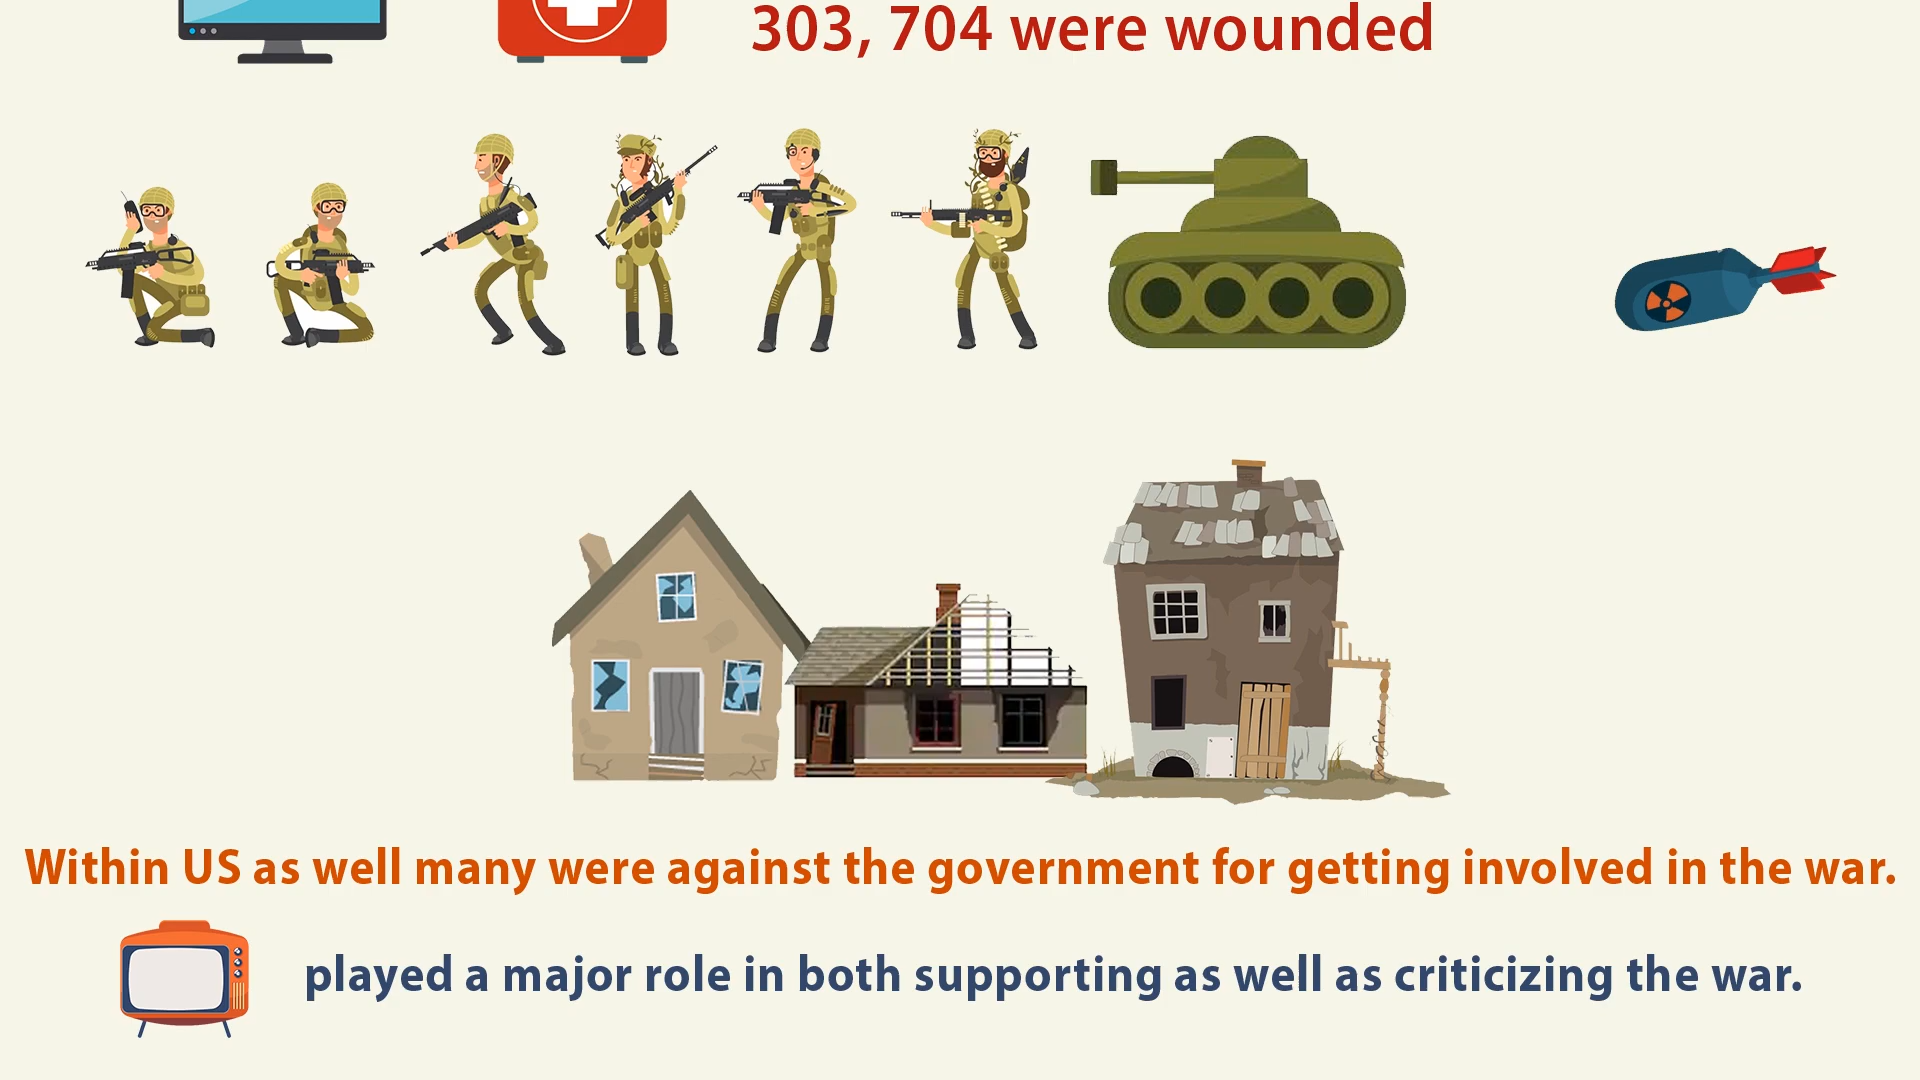 303, 704 were wounded
Within US as well many were against the government for getting involved in the war.
played a major role in both supporting as well as criticizing the war.